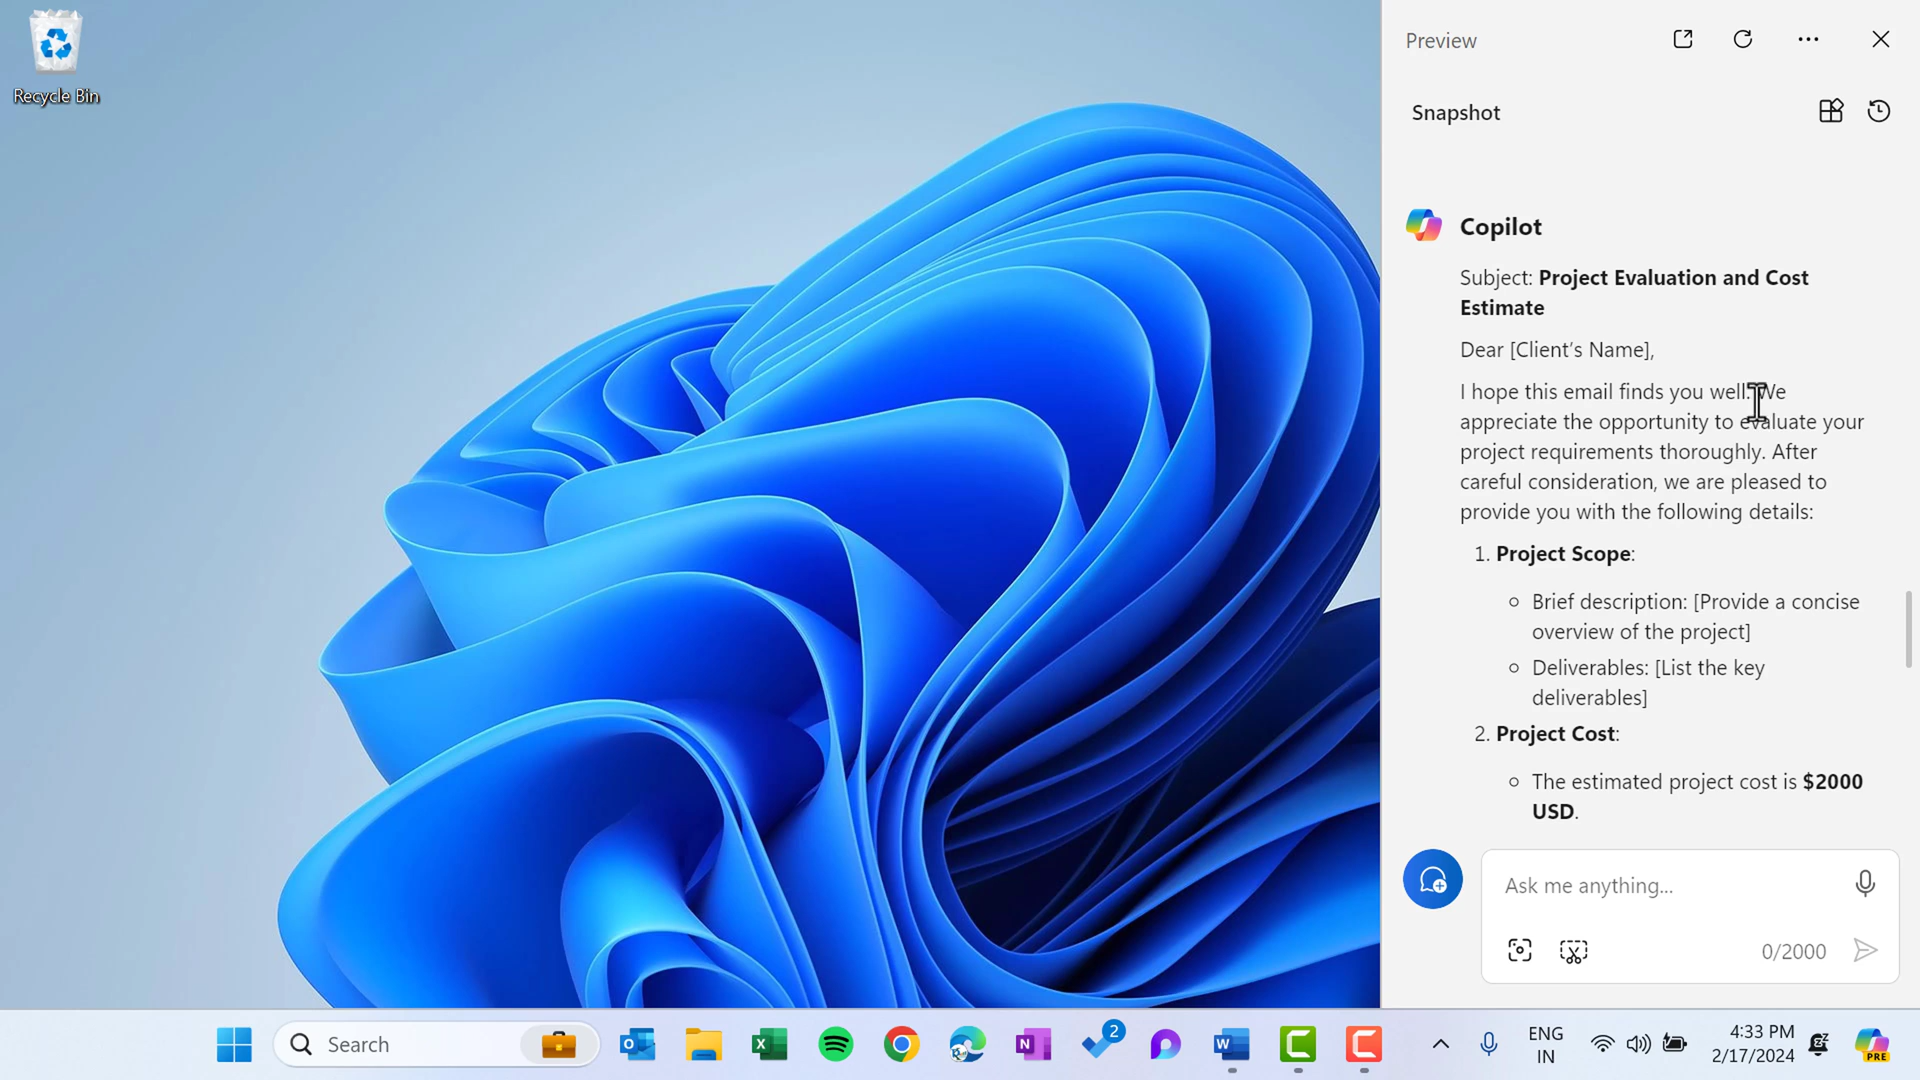 Recycle Bin
Preview
Snapshot
Copilot
Subject: Project Evaluation and Cost
Estimate
Dear [Client's Name],
I hope this email finds you well. We
appreciate the opportunity to evaluate your
project requirements thoroughly. After
careful consideration, we are pleased to
provide you with the following details:
1. Project Scope:
Brief description: [Provide a concise
overview of the project]
Deliverables: [List the key
deliverables]
2. Project Cost:
The estimated project cost is $2000
USD.
Ask me anything...
0/2000
Search
2
ENG
IN
4:33 PM
2/17/2024
PRE